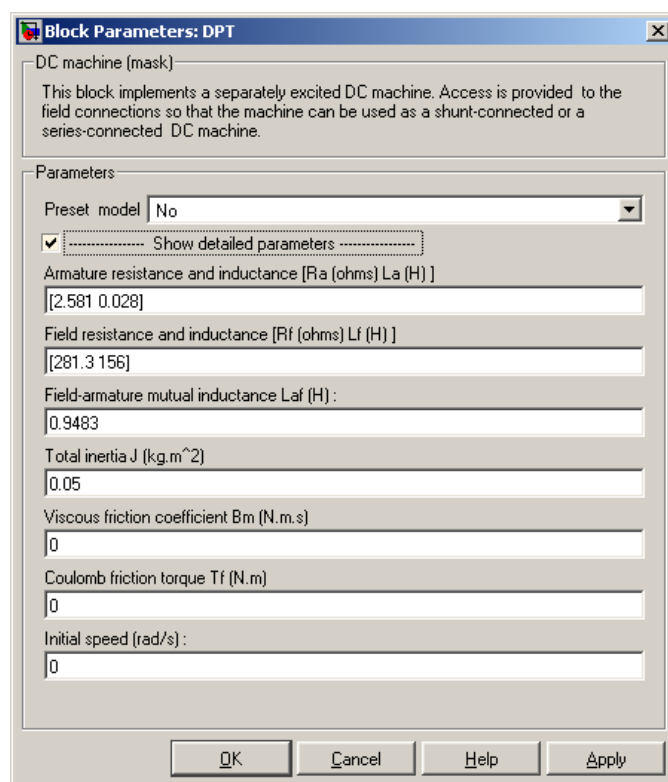 Block Parameters: DPT
DC machine (mask)
This block implements a separately excited DC machine. Access is provided to the
field connections so that the machine can be used as a shunt-connected or a
series-connected DC machine.
Parameters
Preset model No
----------------- Show detailed parameters -----------------
Armature resistance and inductance [Ra (ohms) La (H) ]
[2.581 0.028]
Field resistance and inductance [Rf (ohms) Lf (H) ]
[281.3 156]
Field-armature mutual inductance Laf (H) :
0.9483
Total inertia J (kg.m^2)
0.05
Viscous friction coefficient Bm (N.m.s)
0
Coulomb friction torque Tf (N.m)
0
Initial speed (rad/s) :
0
OK Cancel Help Apply